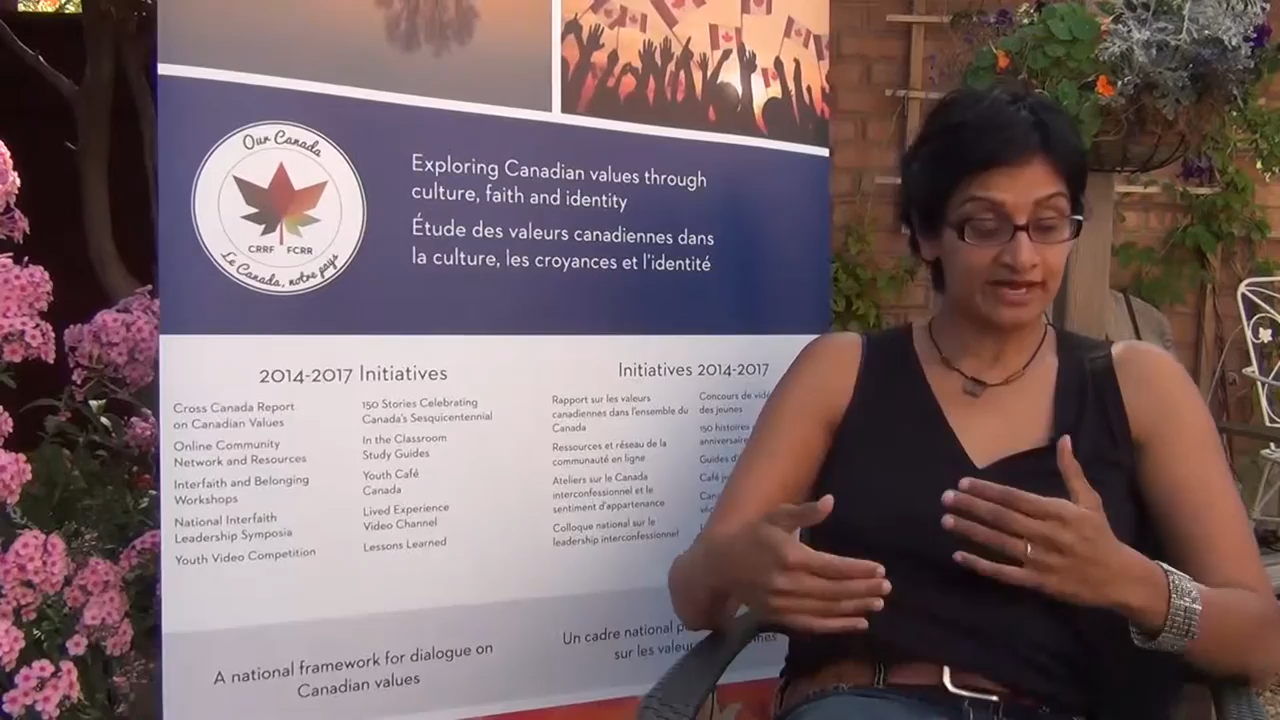 Our Canada
CRRF FCRR
Le Canada, notre pays
Exploring Canadian values through
culture, faith and identity
Étude des valeurs canadiennes dans
la culture, les croyances et l'identité
2014-2017 Initiatives
Cross Canada Report
on Canadian Values
Online Community
Network and Resources
Interfaith and Belonging
Workshops
National Interfaith
Leadership Symposia
Youth Video Competition
150 Stories Celebrating
Canada's Sesquicentennial
In the Classroom
Study Guides
Youth Café
Canada
Lived Experience
Video Channel
Lessons Learned
Initiatives 2014-2017
Rapport sur les valeurs
canadiennes dans l'ensemble du
Canada
Ressources et réseau de la
communauté en ligne
Ateliers sur le Canada
interconfessionnel et le
sentiment d'appartenance
Colloque national sur le
leadership interconfessionnel
Concours de
des jeunes
150 histoires
anniversaire
Guides
Café
A national framework for dialogue on
Canadian values
Un cadre national
sur les